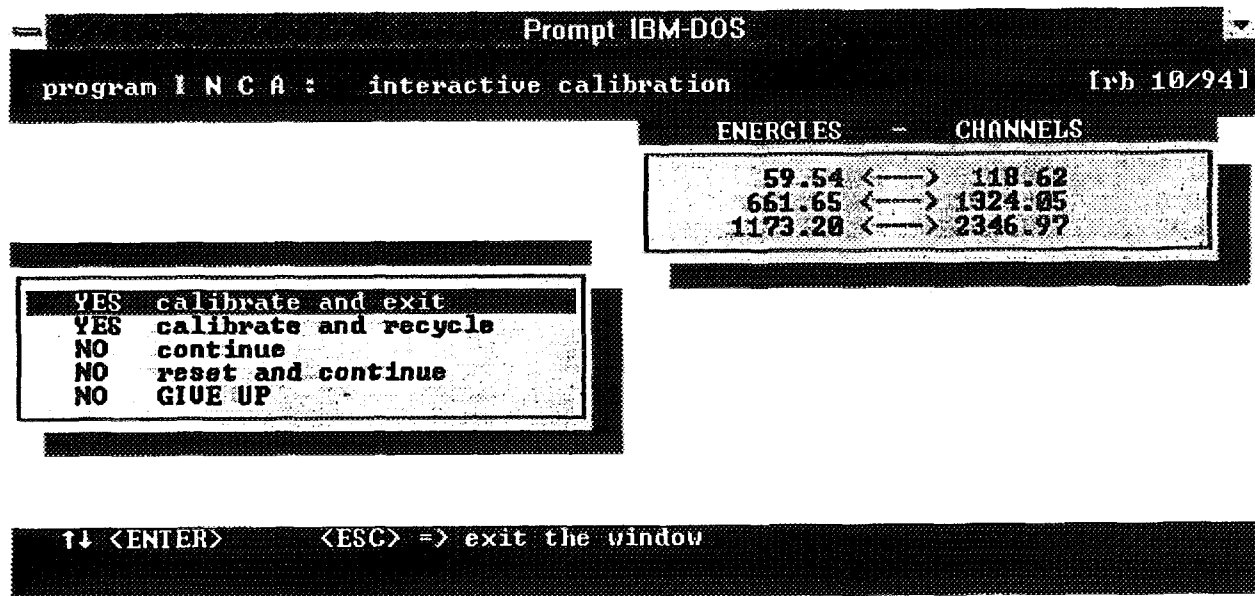 Prompt IBM-DOS
program I N C A : interactive calibration [rb 10/94]
ENERGIES - CHANNELS
59.54 <---> 118.62
661.65 <---> 1324.05
1173.20 <---> 2346.97
YES calibrate and exit
YES calibrate and recycle
NO continue
NO reset and continue
NO GIVE UP
↑↓ <ENTER> <ESC> => exit the window